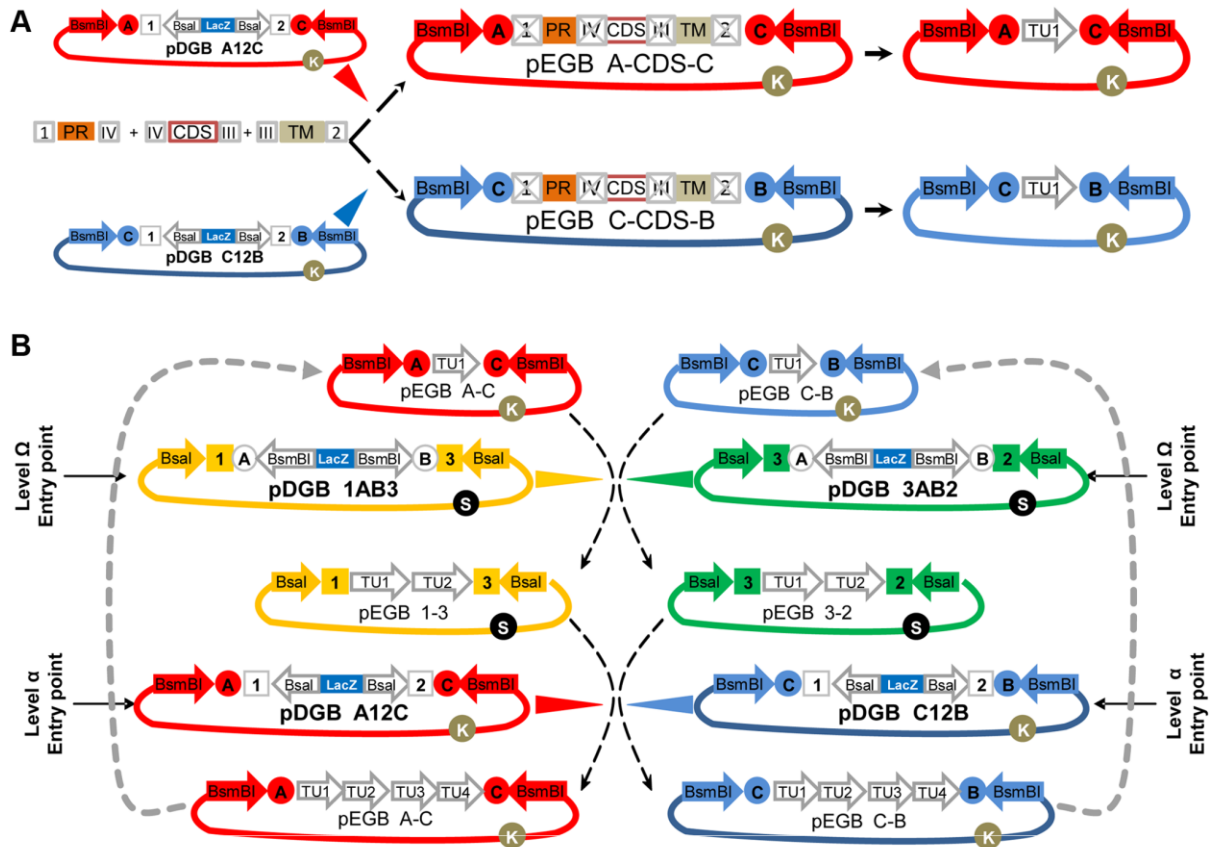 A
BsmBI A 1 BsaI LacZ BsaI 2 C BsmBI
pDGB A12C
K
1 PR IV + IV CDS III + III TM 2
BsmBI C 1 BsaI LacZ BsaI 2 B BsmBI
pDGB C12B
K
BsmBI A 1 PR IV CDS III TM 2 C BsmBI
pEGB A-CDS-C
K
BsmBI A TU1 C BsmBI
K
BsmBI C 1 PR IV CDS III TM 2 B BsmBI
pEGB C-CDS-B
K
BsmBI C TU1 B BsmBI
K
B
BsmBI A TU1 C BsmBI
pEGB A-C
K
BsmBI C TU1 B BsmBI
pEGB C-B
K
Level Ω
Entry point
BsaI 1 A BsmBI LacZ BsmBI B 3 BsaI
pDGB 1AB3
S
BsaI 3 A BsmBI LacZ BsmBI B 2 BsaI
pDGB 3AB2
S
Level Ω
Entry point
BsaI 1 TU1 TU2 3 BsaI
pEGB 1-3
S
BsaI 3 TU1 TU2 2 BsaI
pEGB 3-2
S
Level α
Entry point
BsmBI A 1 BsaI LacZ BsaI 2 C BsmBI
pDGB A12C
K
BsmBI C 1 BsaI LacZ BsaI 2 B BsmBI
pDGB C12B
K
Level α
Entry point
BsmBI A TU1 TU2 TU3 TU4 C BsmBI
pEGB A-C
K
BsmBI C TU1 TU2 TU3 TU4 B BsmBI
pEGB C-B
K